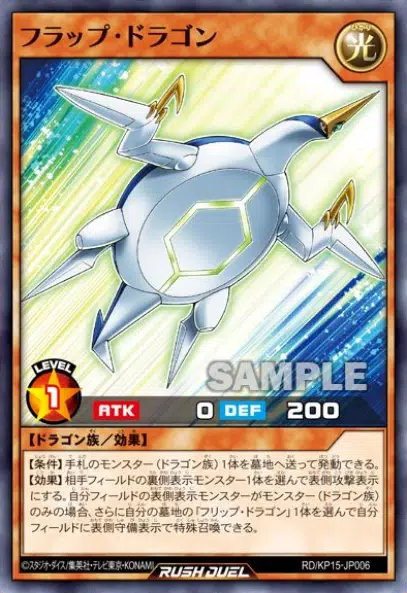 フラップ・ドラゴン
ひかり
光
SAMPLE
LEVEL
1
ATK 0 DEF 200
【ドラゴン族／効果】
【条件】手札のモンスター（ドラゴン族）1体を墓地へ送って発動できる。
【効果】相手フィールドの裏側表示モンスター1体を選んで表側攻撃表示
にする。自分フィールドの表側表示モンスターがモンスター（ドラゴン族）
のみの場合、さらに自分の墓地の「フリップ・ドラゴン」1体を選んで自分
フィールドに表側守備表示で特殊召喚できる。
©スタジオ・ダイス/集英社・テレビ東京・KONAMI
RUSH DUEL
RD/KP15-JP006